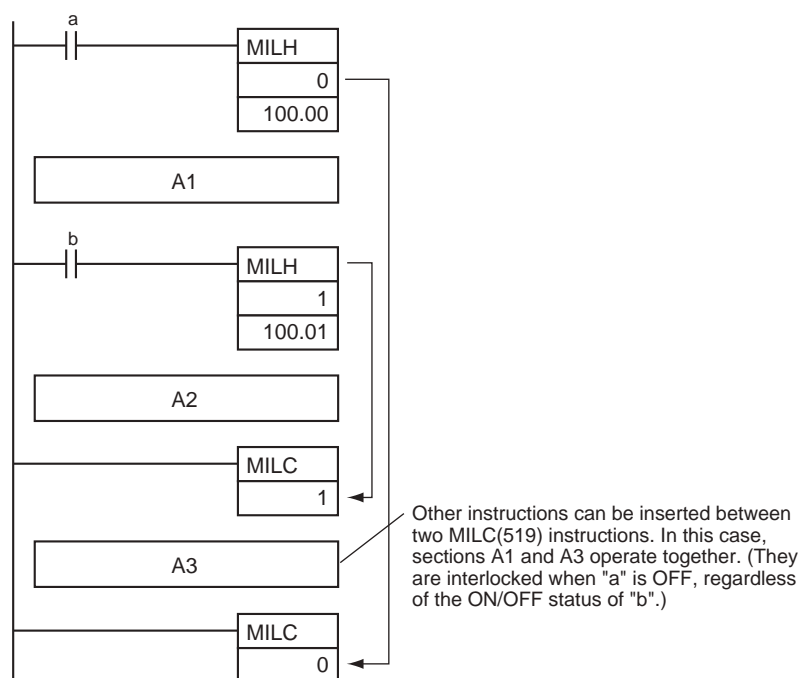 a
MILH
0
100.00
A1
b
MILH
1
100.01
A2
MILC
1
Other instructions can be inserted between
two MILC(519) instructions. In this case,
sections A1 and A3 operate together. (They
are interlocked when "a" is OFF, regardless
of the ON/OFF status of "b".)
A3
MILC
0